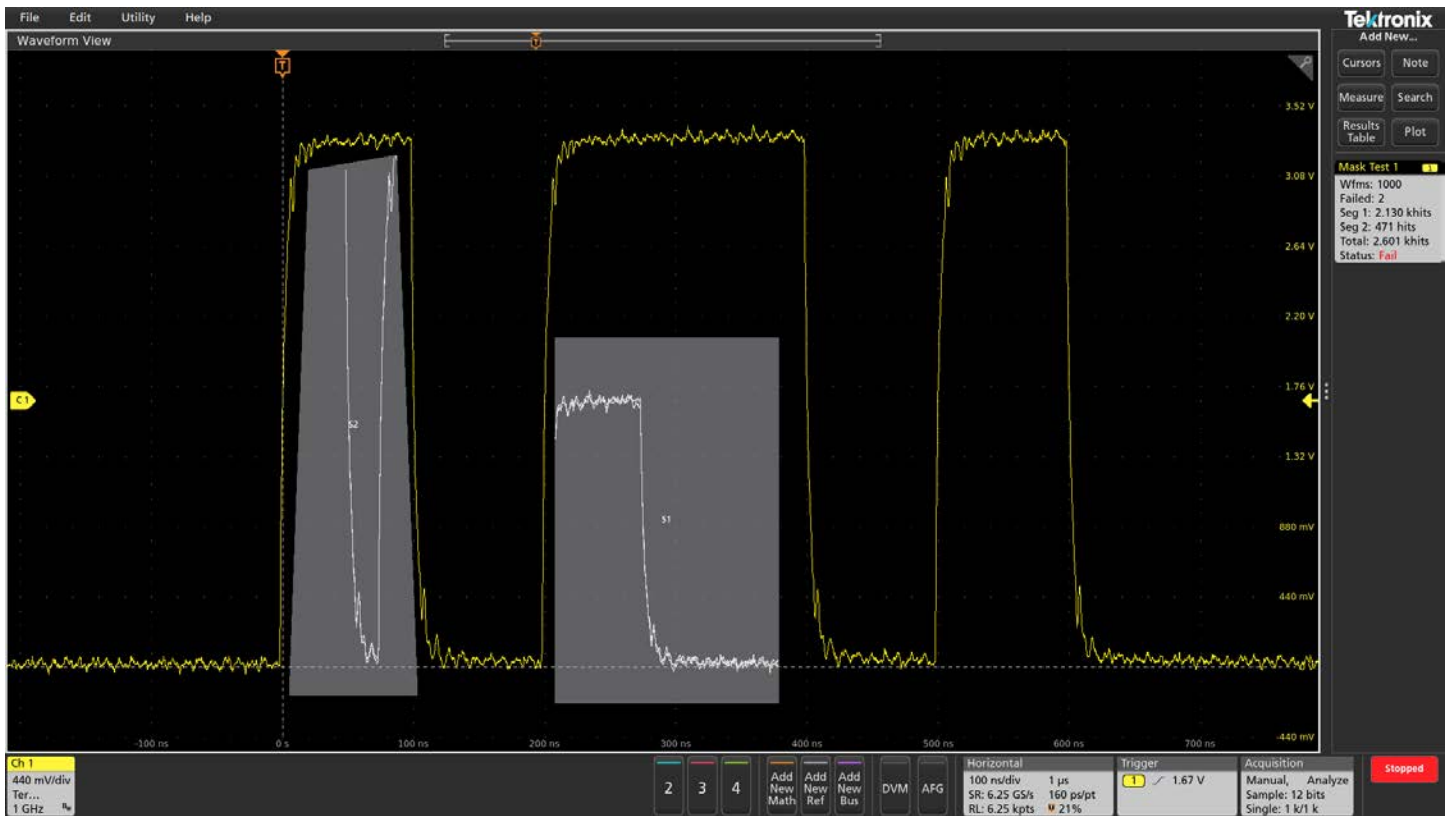 File Edit Utility Help
Tektronix
Waveform View
Add New...
T
T
Cursors Note
Measure Search
Results Table Plot
Mask Test 1 1
Wfms: 1000
Failed: 2
Seg 1: 2.130 khits
Seg 2: 471 hits
Total: 2.601 khits
Status: Fail
3.52 V
3.08 V
2.64 V
2.20 V
1.76 V
1.32 V
880 mV
440 mV
-440 mV
C1
S2
S1
-100 ns 0 s 100 ns 200 ns 300 ns 400 ns 500 ns 600 ns 700 ns
Ch 1
440 mV/div
Ter...
1 GHz
2 3 4
Add New Math
Add New Ref
Add New Bus
DVM AFG
Horizontal
100 ns/div 1 µs
SR: 6.25 GS/s 160 ps/pt
RL: 6.25 kpts 21%
Trigger
1 1.67 V
Acquisition
Manual, Analyze
Sample: 12 bits
Single: 1 k/1 k
Stopped